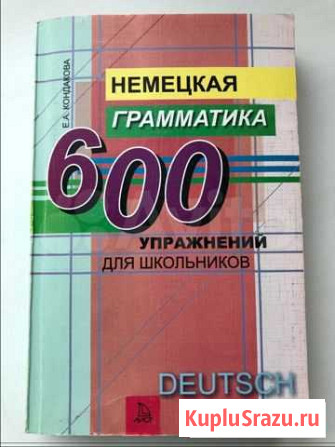 Е.А. КОНДАКОВА
НЕМЕЦКАЯ
ГРАММАТИКА
600
УПРАЖНЕНИЙ
ДЛЯ ШКОЛЬНИКОВ
DEUTSCH
KupluSrazu.ru